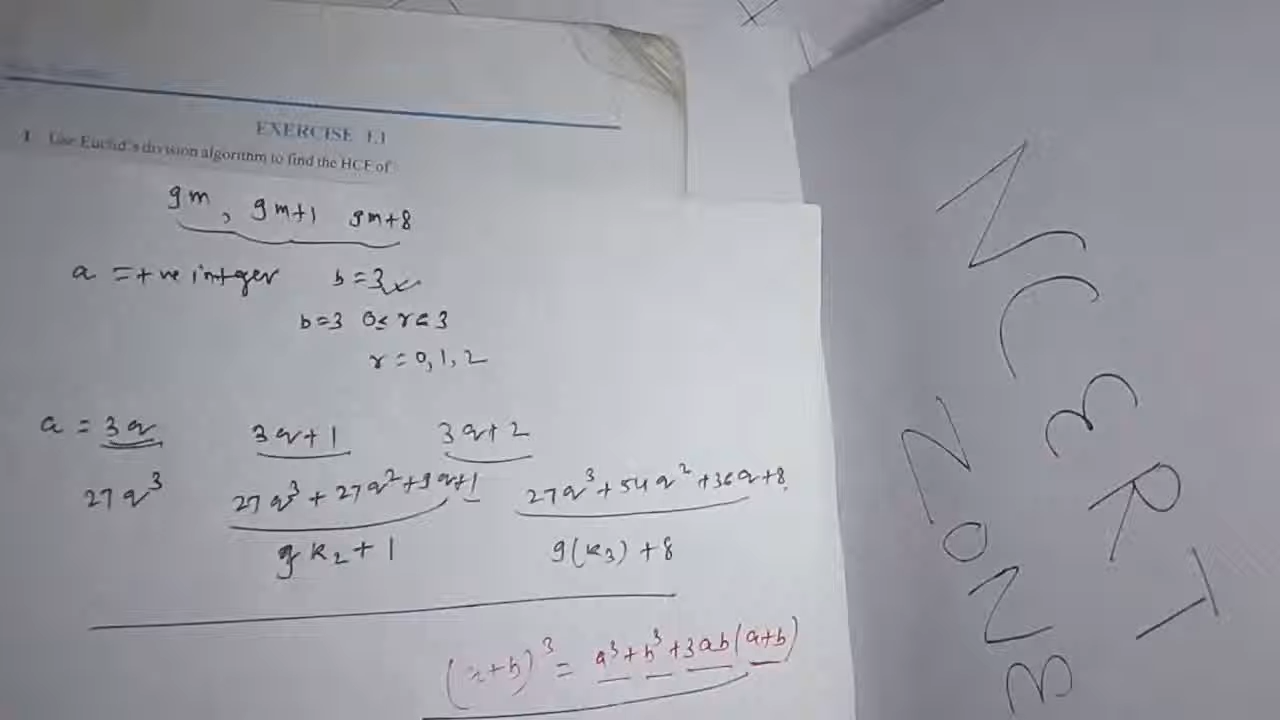 EXERCISE 1.1
1 Use Euclid's division algorithm to find the HCF of
9m, 9m+1 9m+8
a = +ve integer b = 3
b=3 0≤ r < 3
r = 0, 1, 2
a = 3q 3q+1 3q+2
27q³ 27q³ + 27q² + 9q+1 27q³ + 54q² + 36q + 8
9k₂ + 1 9(k₃) + 8
(a+b)³ = a³ + b³ + 3ab(a+b)
NCERT
ZONE